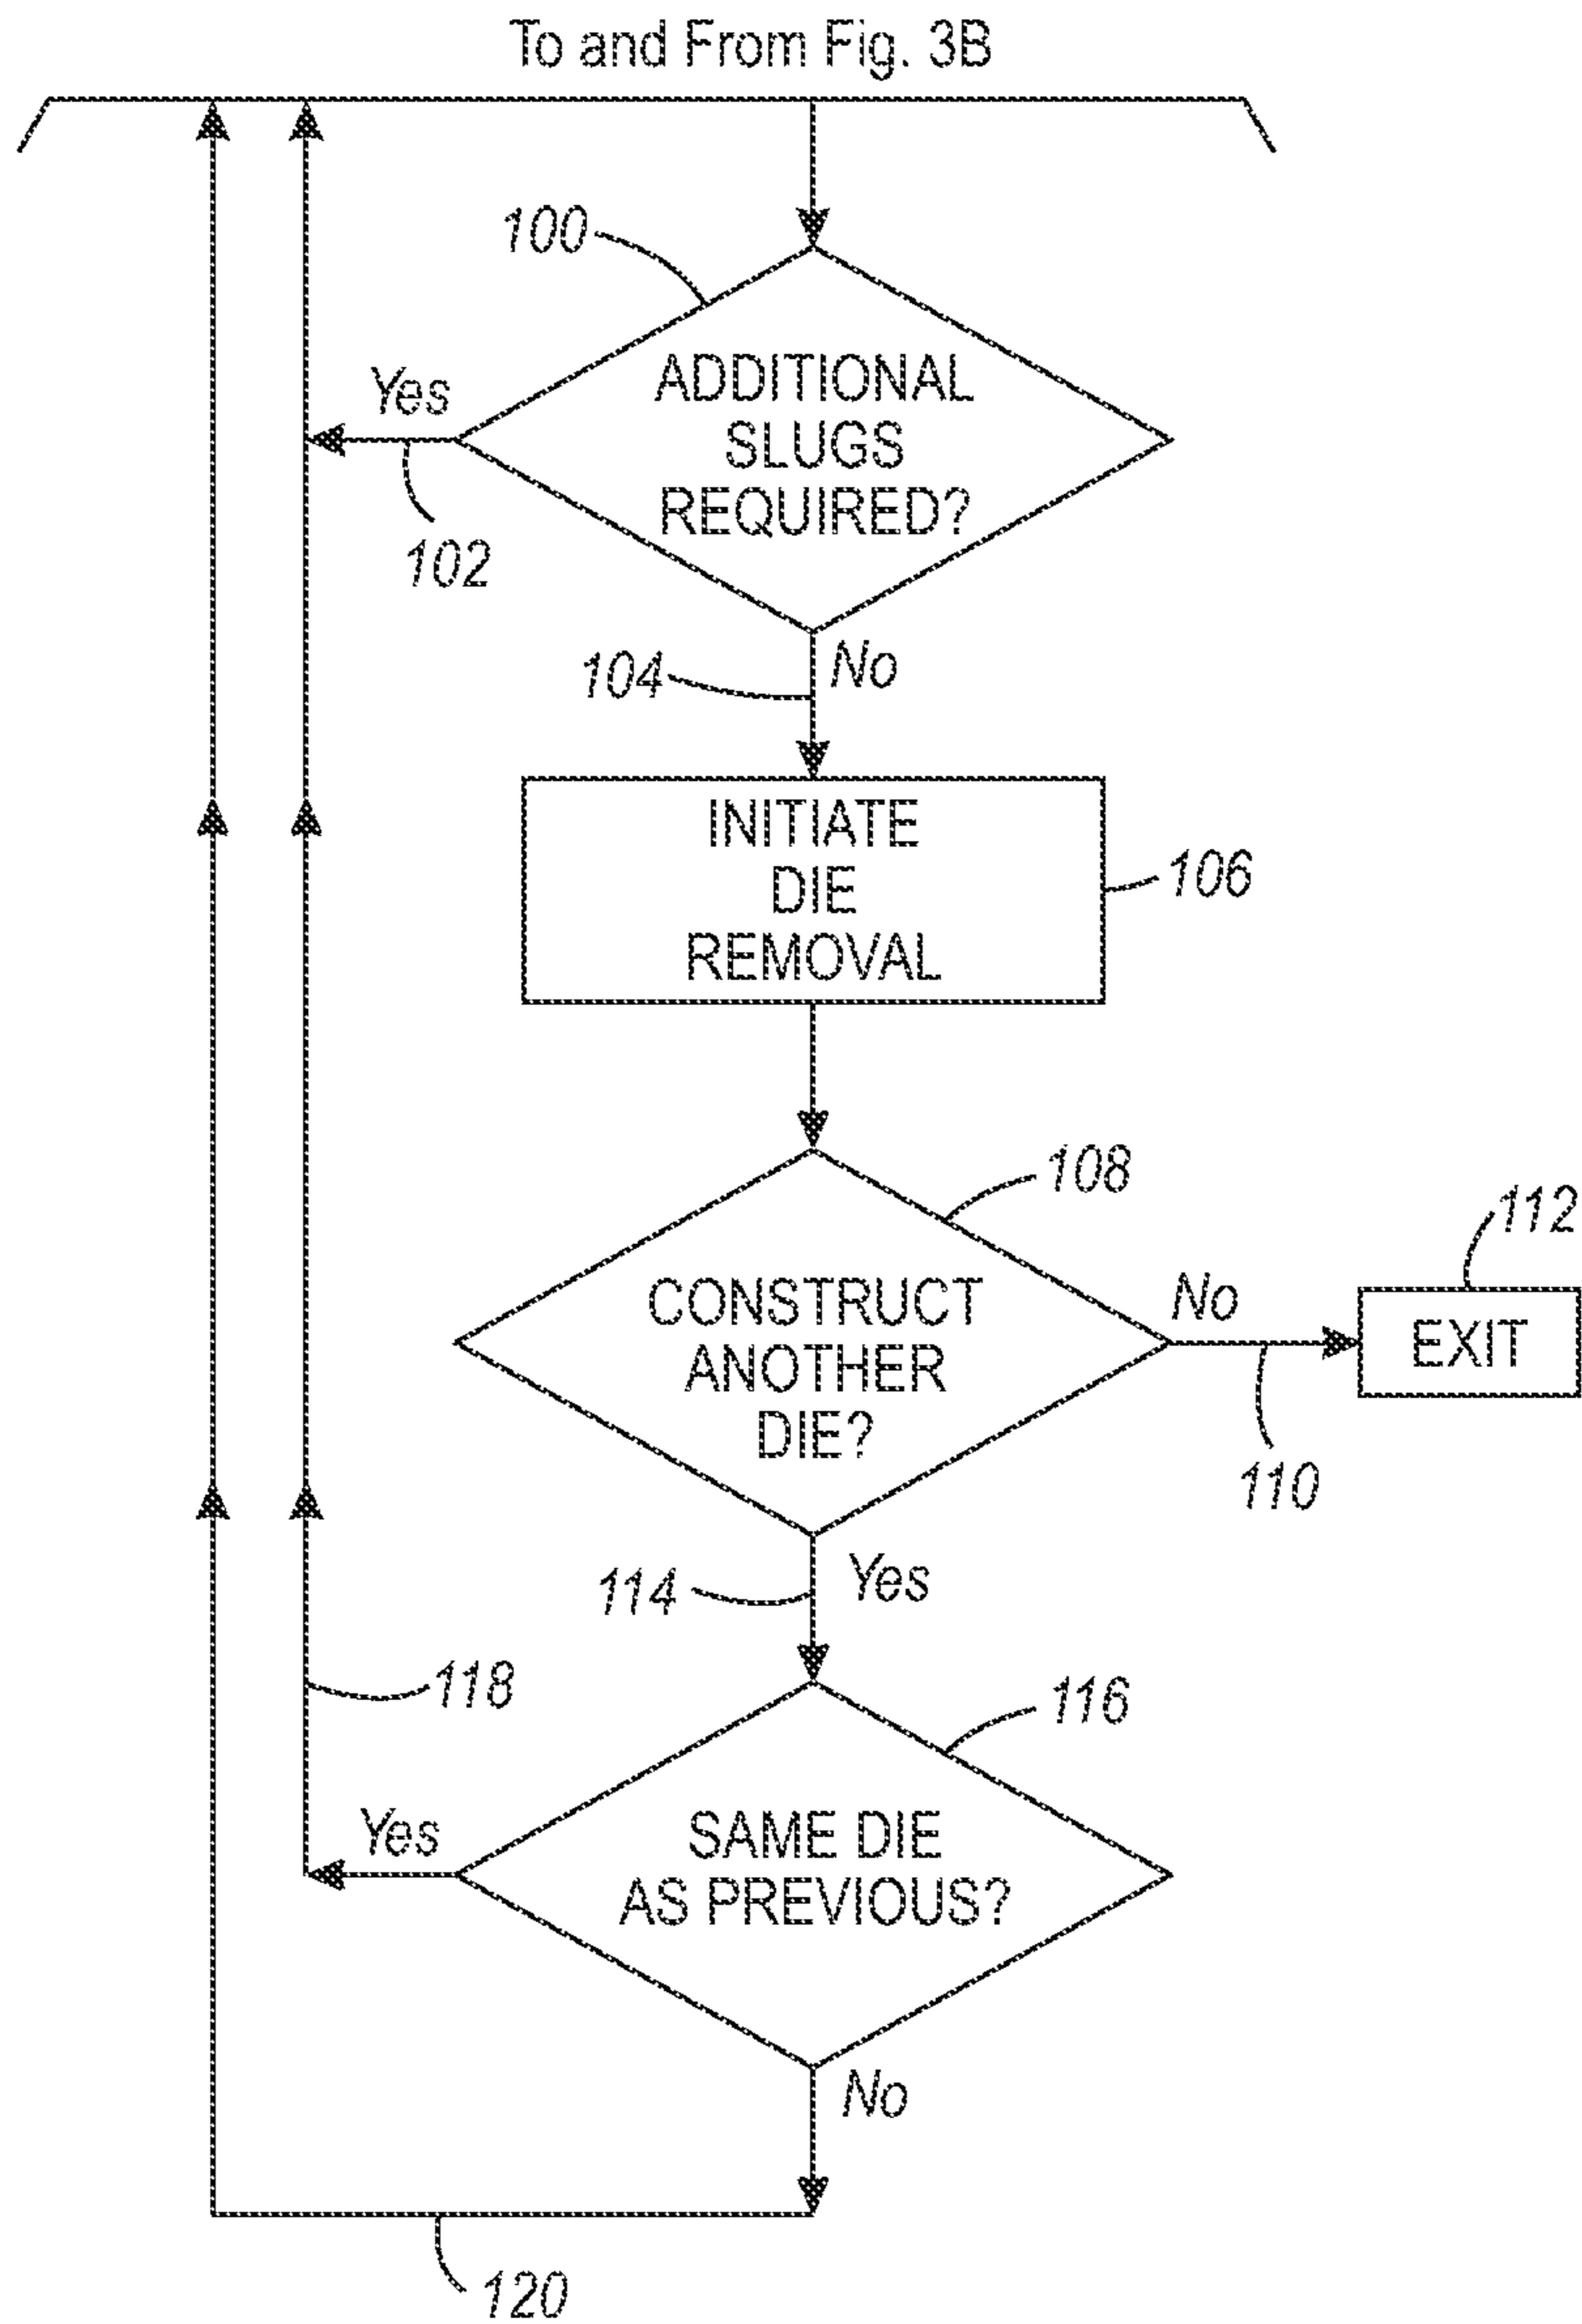 To and From Fig. 3B
100
Yes
ADDITIONAL
SLUGS
REQUIRED?
102
No
104
INITIATE
DIE
REMOVAL
106
108
112
CONSTRUCT
ANOTHER
DIE?
No
EXIT
110
114
Yes
118
116
Yes
SAME DIE
AS PREVIOUS?
No
120